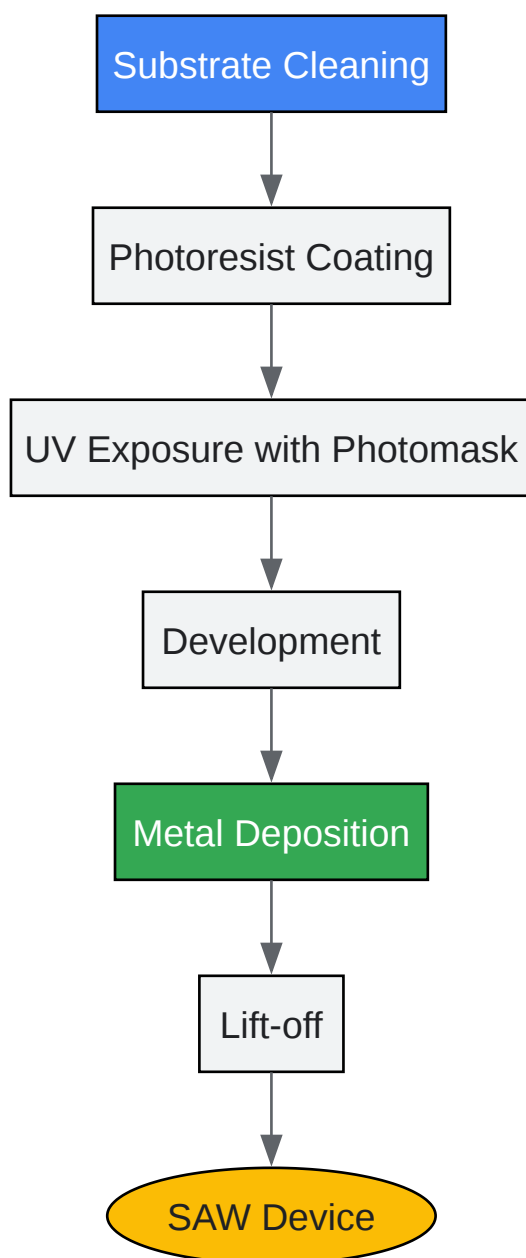 Substrate Cleaning
Photoresist Coating
UV Exposure with Photomask
Development
Metal Deposition
Lift-off
SAW Device